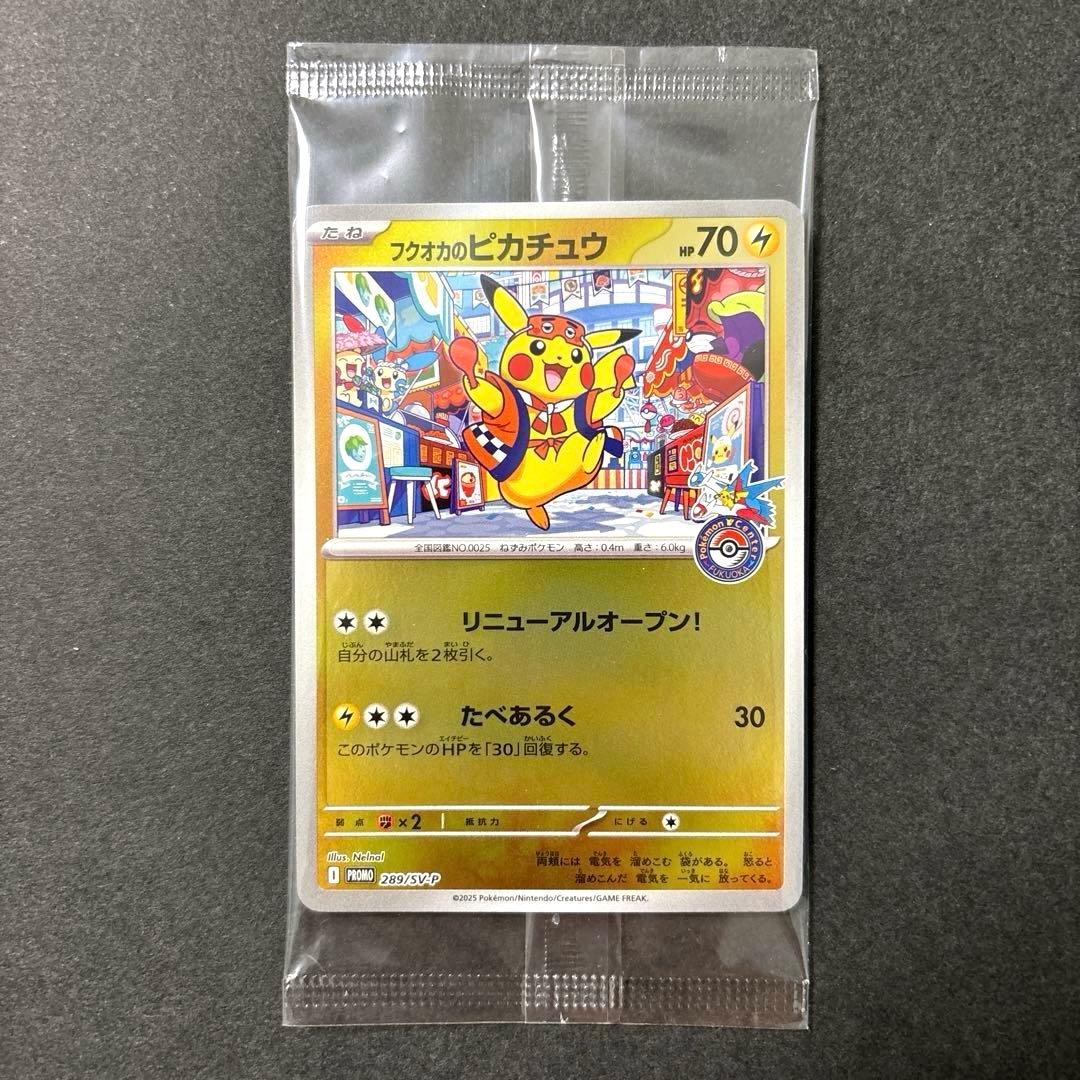 たね
フクオカのピカチュウ
HP 70
全国図鑑NO.0025 ねずみポケモン 高さ:0.4m 重さ:6.0kg
Pokémon Center
FUKUOKA
リニューアルオープン!
自分の山札を2枚引く。
たべあるく 30
このポケモンのHPを「30」回復する。
弱点 ×2 抵抗力 にげる
Illus. Nelnal
両頬には 電気を 溜めこむ 袋がある。 怒ると
溜めこんだ 電気を 一気に 放ってくる。
I PROMO 289/SV-P
©2025 Pokémon/Nintendo/Creatures/GAME FREAK.